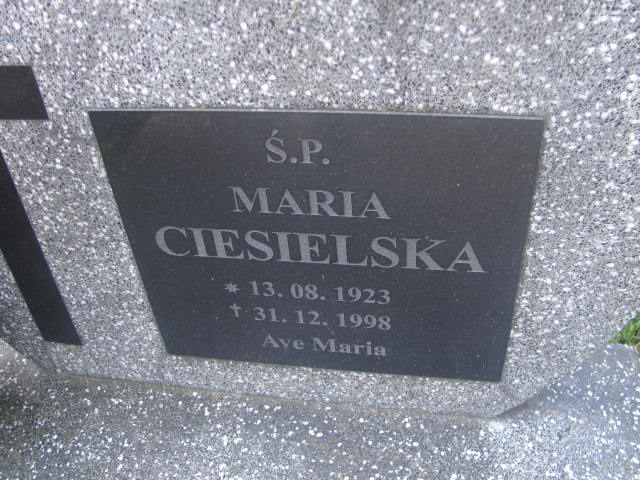 Ś.P.
MARIA
CIESIELSKA
* 13. 08. 1923
† 31. 12. 1998
Ave Maria